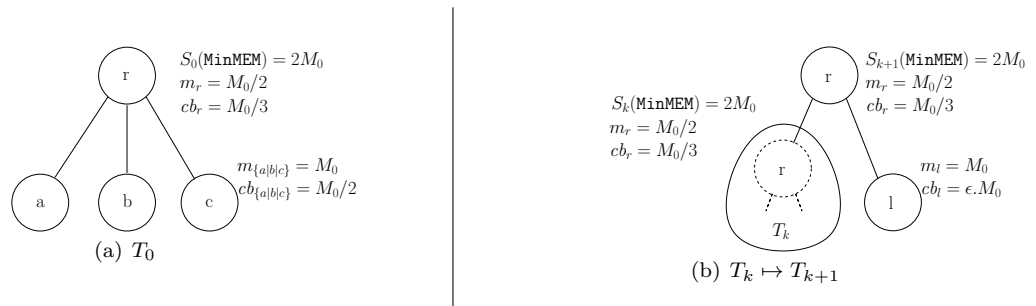 r
S_0(MinMEM) = 2M_0
m_r = M_0/2
cb_r = M_0/3
m_{a|b|c} = M_0
cb_{a|b|c} = M_0/2
a
b
c
(a) T_0
r
S_{k+1}(MinMEM) = 2M_0
m_r = M_0/2
cb_r = M_0/3
S_k(MinMEM) = 2M_0
m_r = M_0/2
cb_r = M_0/3
r
T_k
m_l = M_0
cb_l = ϵ.M_0
l
(b) T_k ↦ T_{k+1}